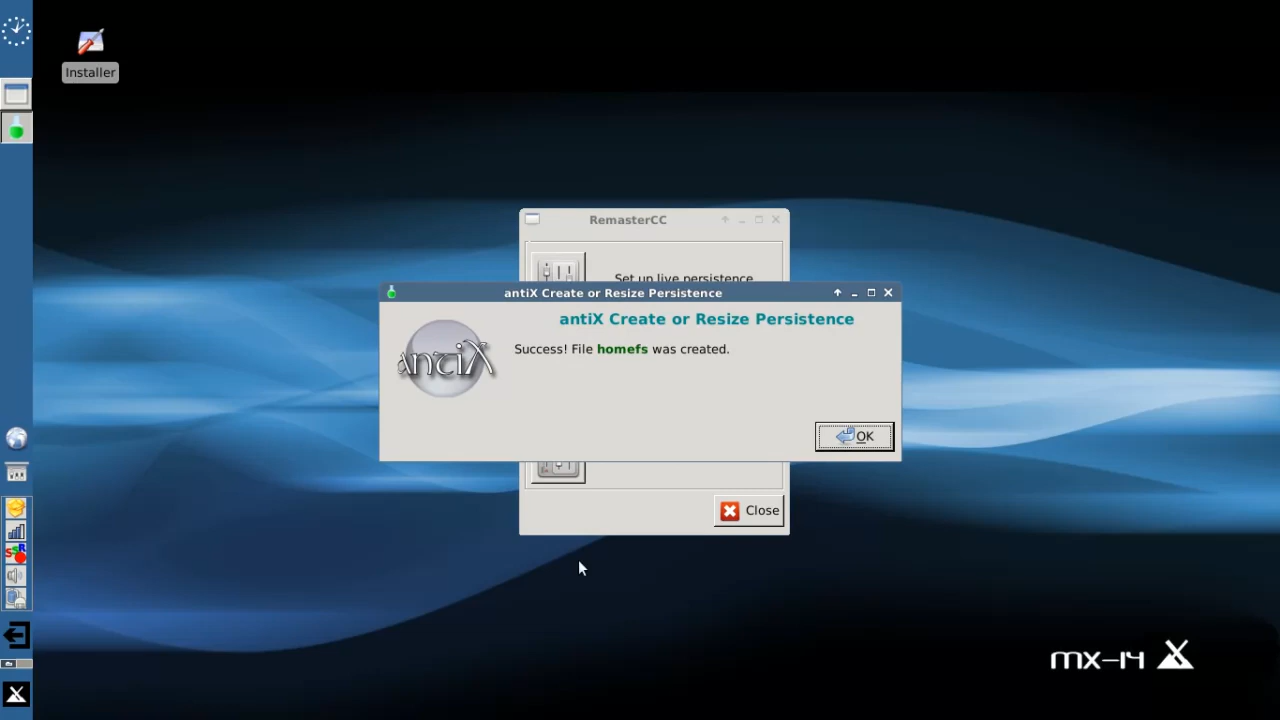 Installer
RemasterCC
Set up live persistence
antiX Create or Resize Persistence
antiX Create or Resize Persistence
antiX
Success! File homefs was created.
OK
Close
SSR
mx-14